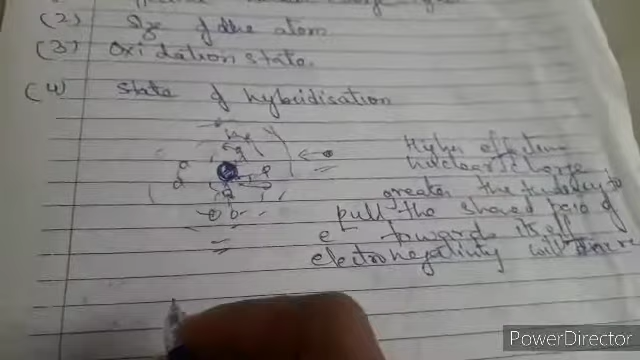 (2) Size of the atom
(3) Oxidation state.
(4) State of hybridisation
Higher effective
nuclear charge
greater the tendency to
pull the shared pair of
e⁻ towards itself
electronegativity will
PowerDirector